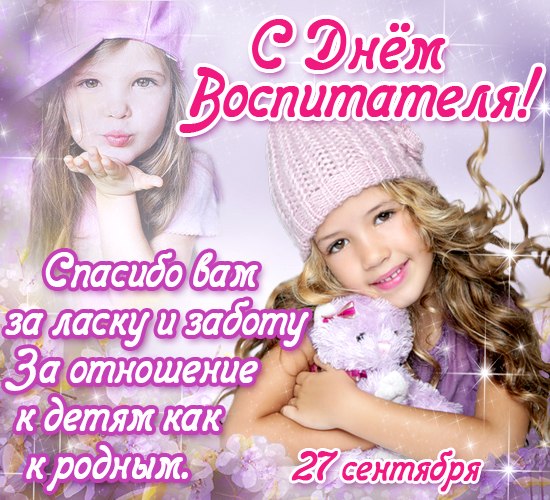 С Днём
Воспитателя!
Спасибо вам
за ласку и заботу
За отношение
к детям как
к родным.
27 сентября